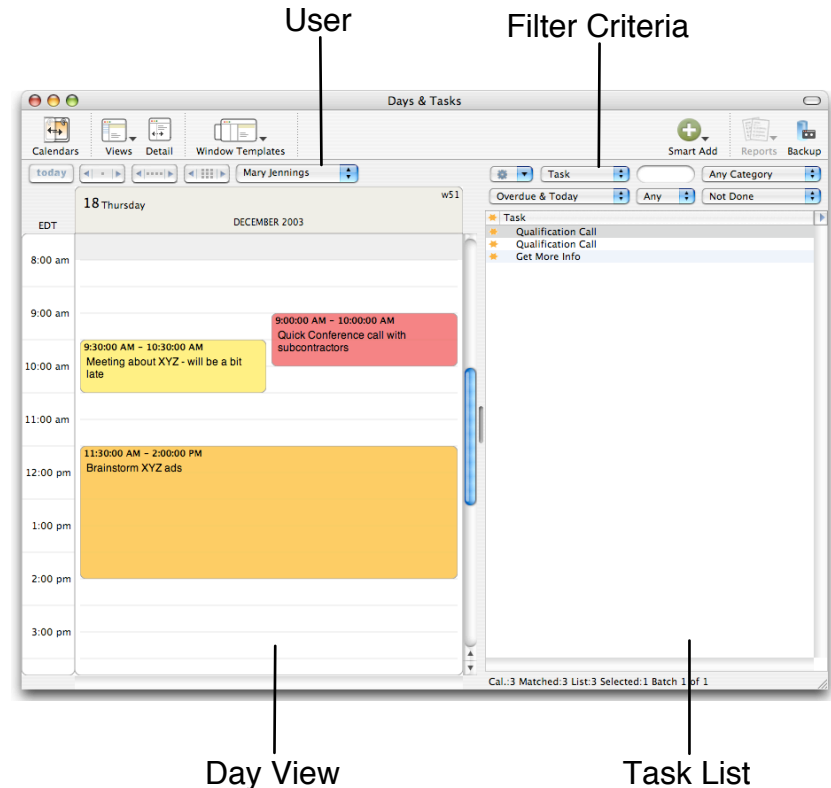 User
Filter Criteria
Days & Tasks
Calendars
Views
Detail
Window Templates
Smart Add
Reports
Backup
today
Mary Jennings
Task
Any Category
Overdue & Today
Any
Not Done
18 Thursday
w51
DECEMBER 2003
EDT
Task
Qualification Call
Qualification Call
Get More Info
8:00 am
9:00 am
9:00:00 AM – 10:00:00 AM
Quick Conference call with
subcontractors
9:30:00 AM – 10:30:00 AM
Meeting about XYZ - will be a bit
late
10:00 am
11:00 am
11:30:00 AM – 2:00:00 PM
Brainstorm XYZ ads
12:00 pm
1:00 pm
2:00 pm
3:00 pm
Cal.:3 Matched:3 List:3 Selected:1 Batch 1 of 1
Day View
Task List